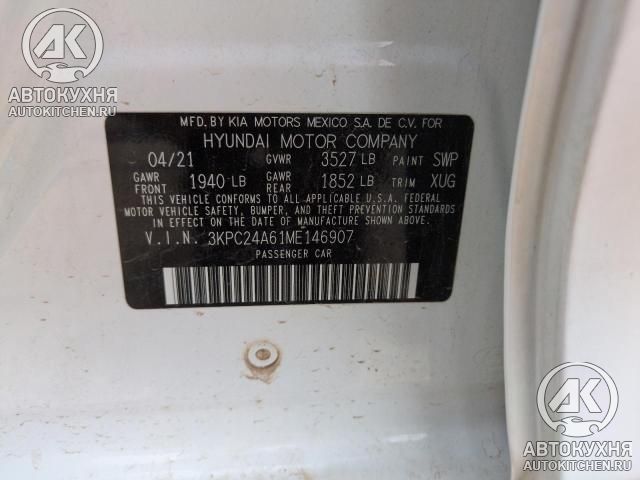 AK
АВТОКУХНЯ
AUTOKITCHEN.RU
MFD. BY KIA MOTORS MEXICO S.A. DE C.V. FOR
HYUNDAI MOTOR COMPANY
04/21 GVWR 3527 LB PAINT SWP
GAWR FRONT 1940 LB GAWR REAR 1852 LB TRIM XUG
THIS VEHICLE CONFORMS TO ALL APPLICABLE U.S.A. FEDERAL
MOTOR VEHICLE SAFETY, BUMPER, AND THEFT PREVENTION STANDARDS
IN EFFECT ON THE DATE OF MANUFACTURE SHOWN ABOVE.
V.I.N. 3KPC24A61ME146907
PASSENGER CAR
AK
АВТОКУХНЯ
AUTOKITCHEN.RU